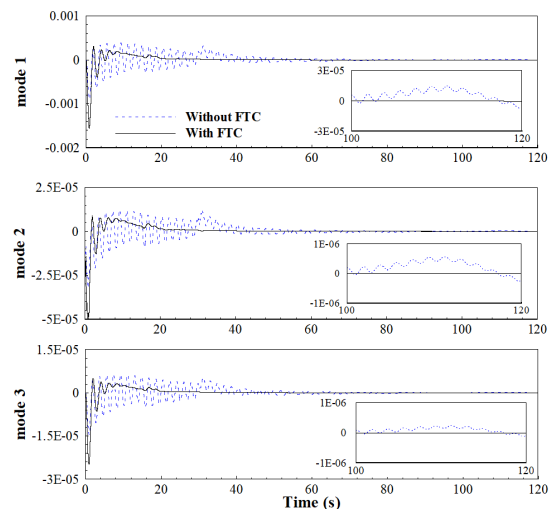 0.001
0
-0.001
-0.002
mode 1
Without FTC
With FTC
3E-05
0
-3E-05
100
120
0
20
40
60
80
100
120
2.5E-05
0
-2.5E-05
-5E-05
mode 2
1E-06
0
-1E-06
100
120
0
20
40
60
80
100
120
1.5E-05
0
-1.5E-05
-3E-05
mode 3
1E-06
0
-1E-06
100
120
0
20
40
60
80
100
120
Time (s)